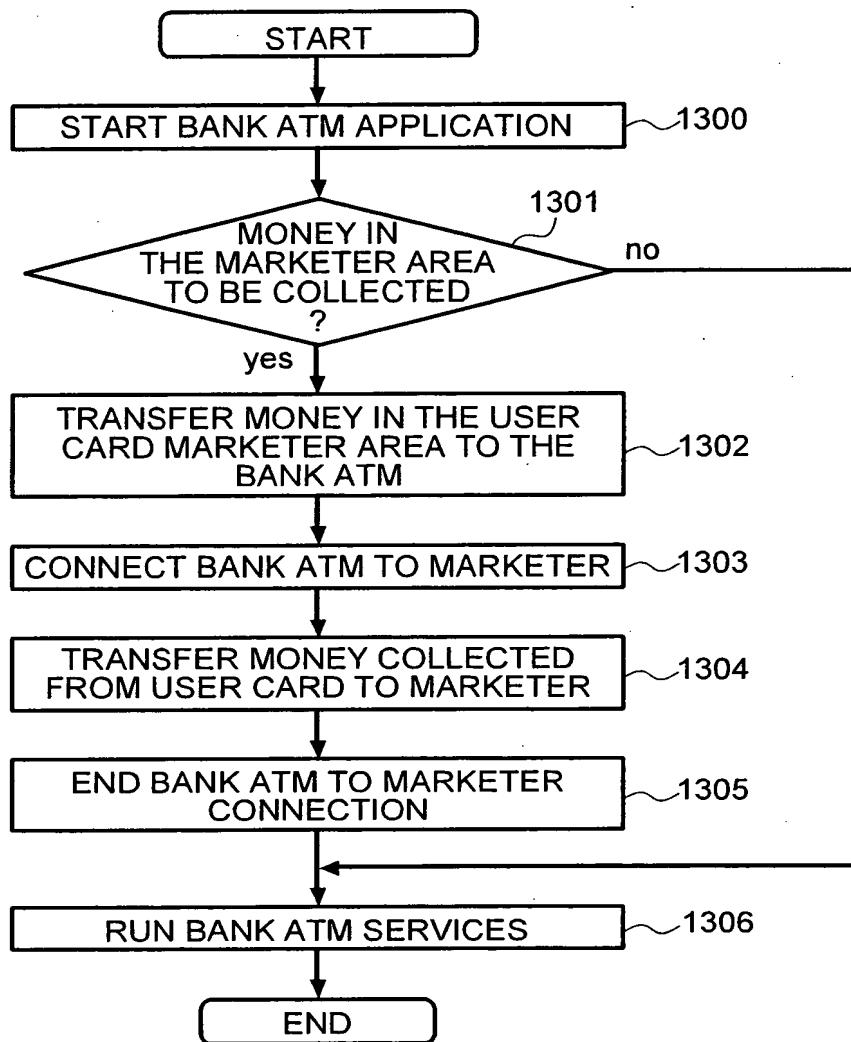 START
START BANK ATM APPLICATION
1300
1301
MONEY IN
THE MARKETER AREA
TO BE COLLECTED
?
no
yes
TRANSFER MONEY IN THE USER
CARD MARKETER AREA TO THE
BANK ATM
1302
CONNECT BANK ATM TO MARKETER
1303
TRANSFER MONEY COLLECTED
FROM USER CARD TO MARKETER
1304
END BANK ATM TO MARKETER
CONNECTION
1305
RUN BANK ATM SERVICES
1306
END